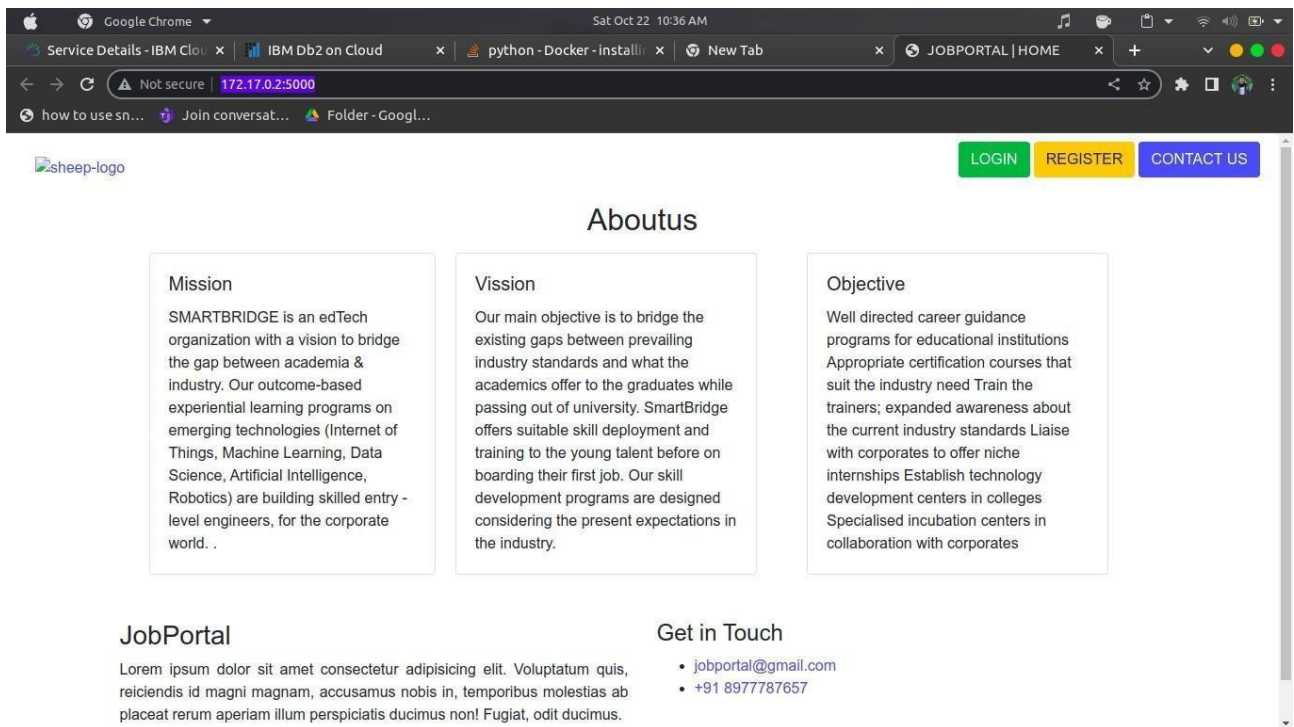 Google Chrome
Sat Oct 22 10:36 AM
Service Details - IBM Clou
IBM Db2 on Cloud
python - Docker - installin
New Tab
JOBPORTAL | HOME
Not secure | 172.17.0.2:5000
how to use sn...
Join conversat...
Folder - Googl...
sheep-logo
LOGIN
REGISTER
CONTACT US
Aboutus
Mission
SMARTBRIDGE is an edTech
organization with a vision to bridge
the gap between academia &
industry. Our outcome-based
experiential learning programs on
emerging technologies (Internet of
Things, Machine Learning, Data
Science, Artificial Intelligence,
Robotics) are building skilled entry -
level engineers, for the corporate
world. .
Vission
Our main objective is to bridge the
existing gaps between prevailing
industry standards and what the
academics offer to the graduates while
passing out of university. SmartBridge
offers suitable skill deployment and
training to the young talent before on
boarding their first job. Our skill
development programs are designed
considering the present expectations in
the industry.
Objective
Well directed career guidance
programs for educational institutions
Appropriate certification courses that
suit the industry need Train the
trainers; expanded awareness about
the current industry standards Liaise
with corporates to offer niche
internships Establish technology
development centers in colleges
Specialised incubation centers in
collaboration with corporates
JobPortal
Lorem ipsum dolor sit amet consectetur adipisicing elit. Voluptatum quis,
reiciendis id magni magnam, accusamus nobis in, temporibus molestias ab
placeat rerum aperiam illum perspiciatis ducimus non! Fugiat, odit ducimus.
Get in Touch
jobportal@gmail.com
+91 8977787657